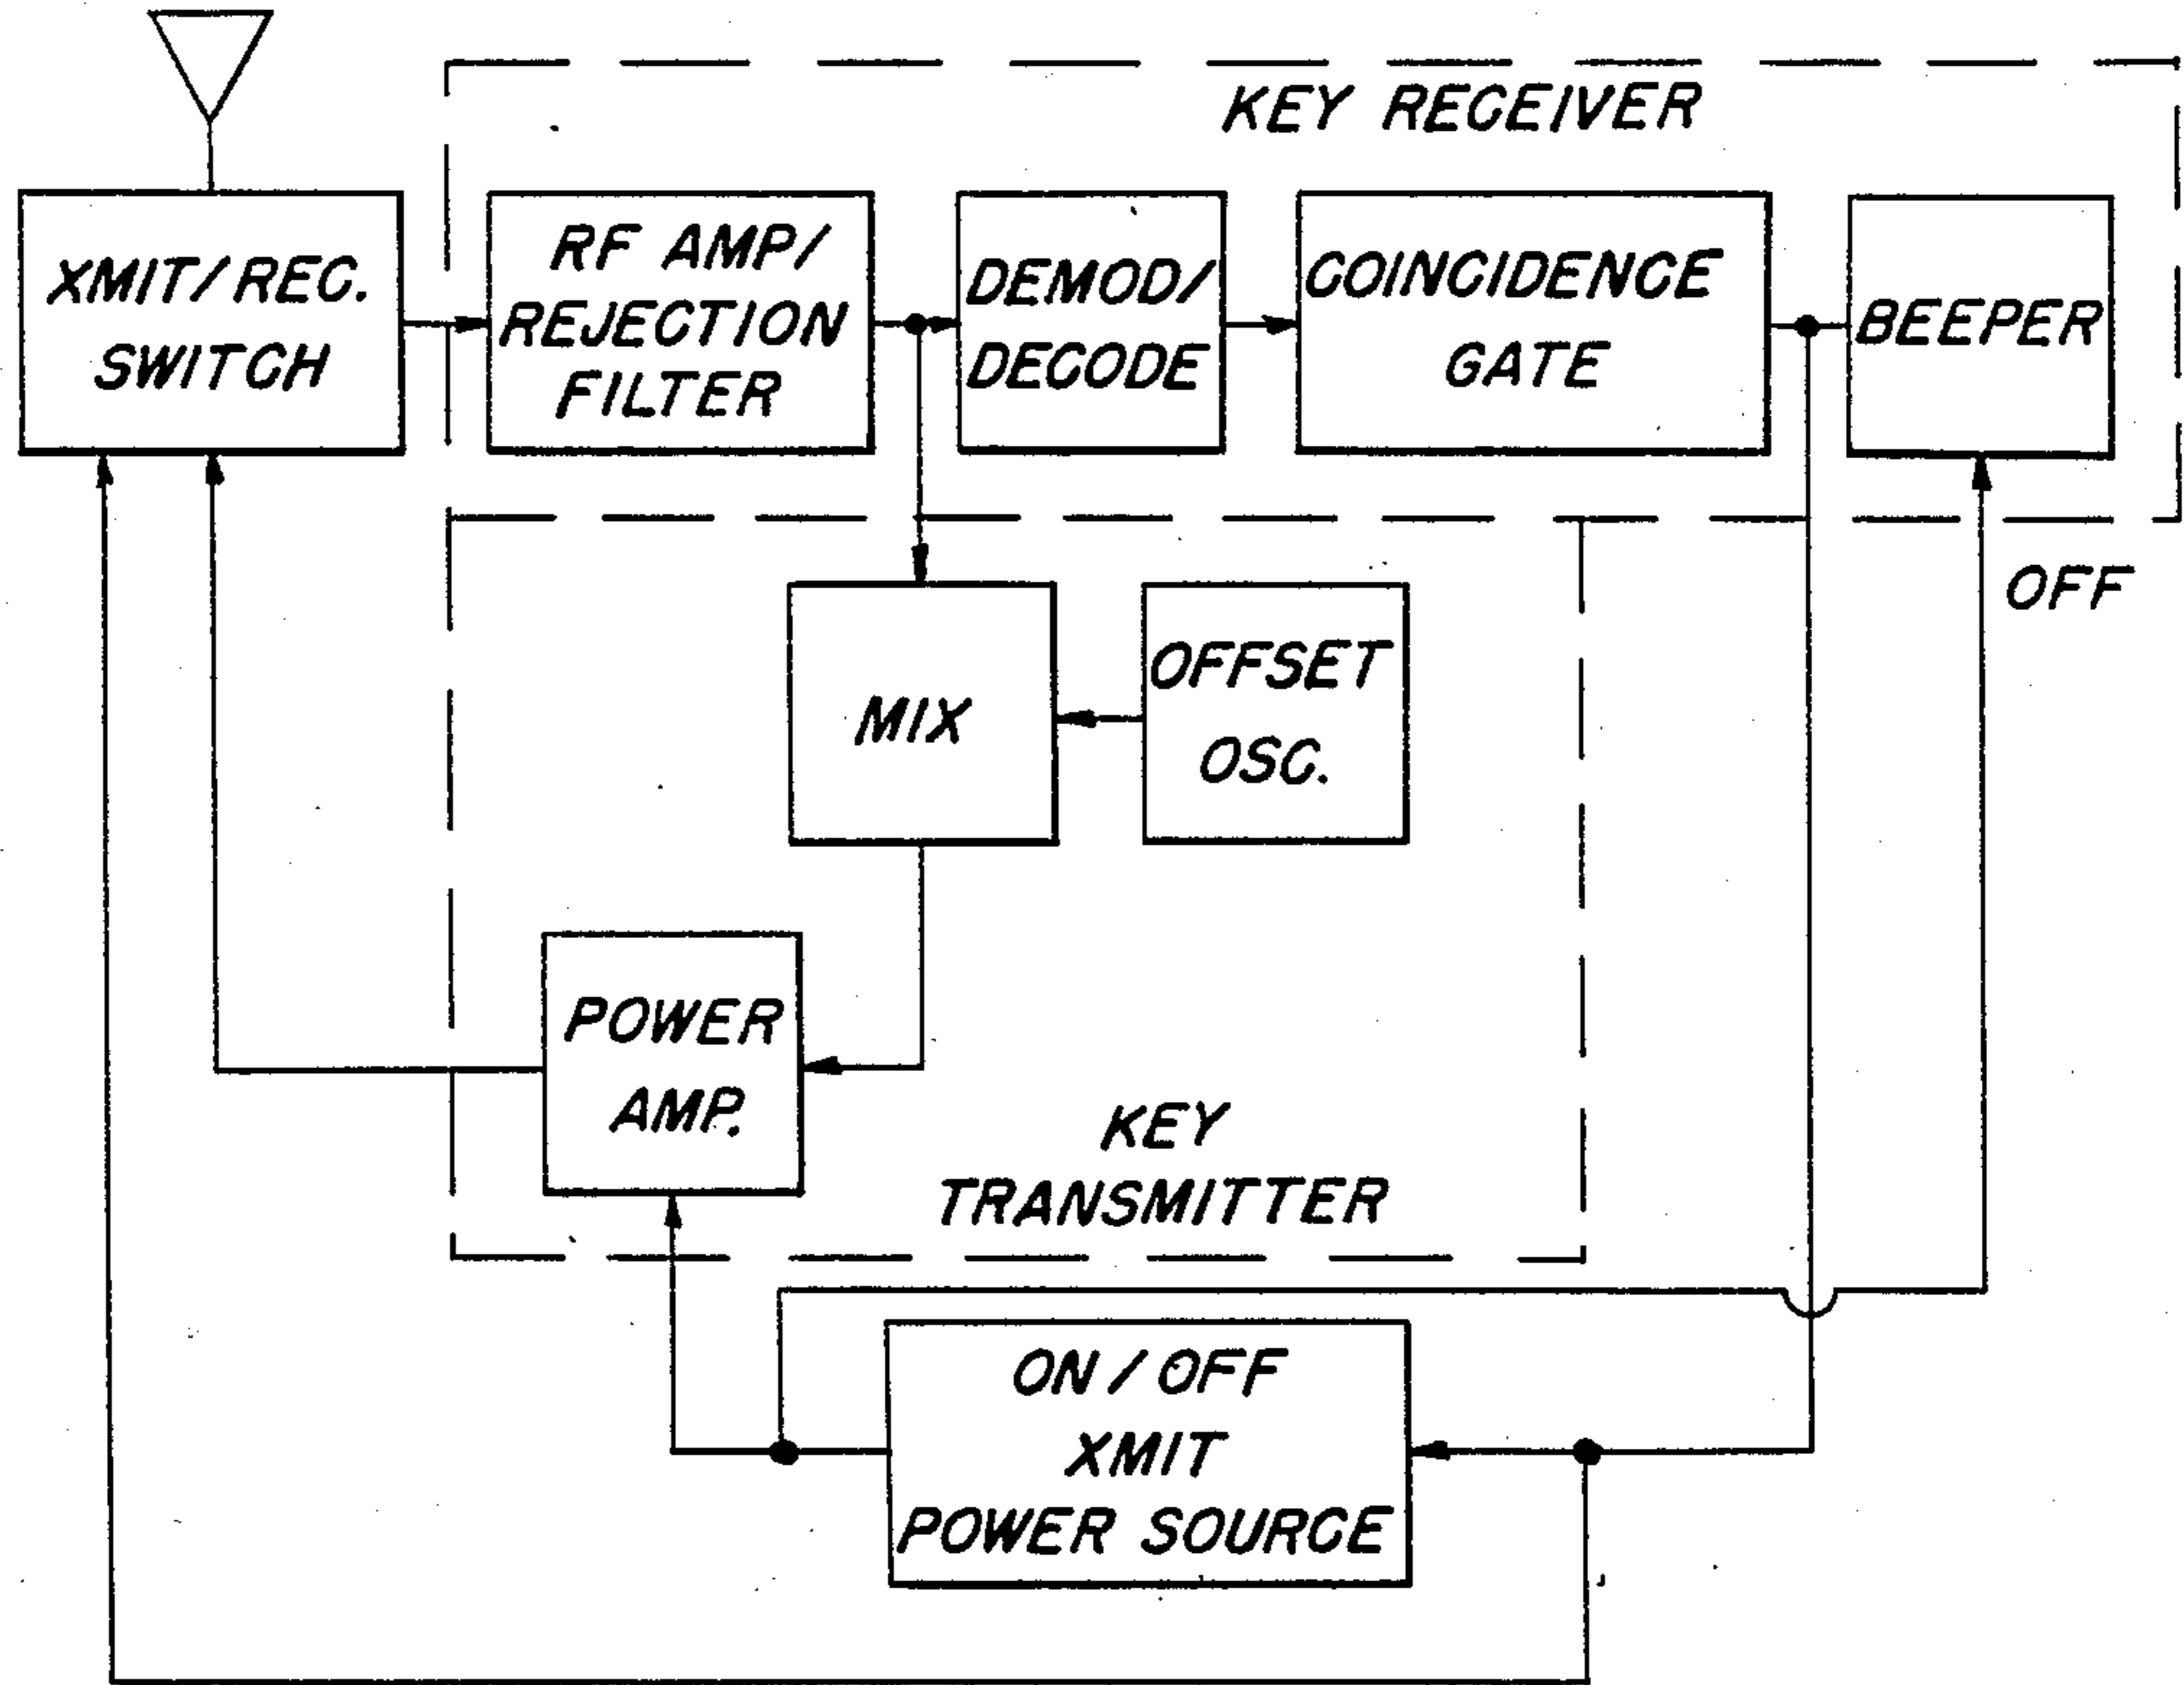 KEY RECEIVER
XMIT/REC.
SWITCH
RF AMP/
REJECTION
FILTER
DEMOD/
DECODE
COINCIDENCE
GATE
BEEPER
OFF
MIX
OFFSET
OSC.
POWER
AMP.
KEY
TRANSMITTER
ON/OFF
XMIT
POWER SOURCE